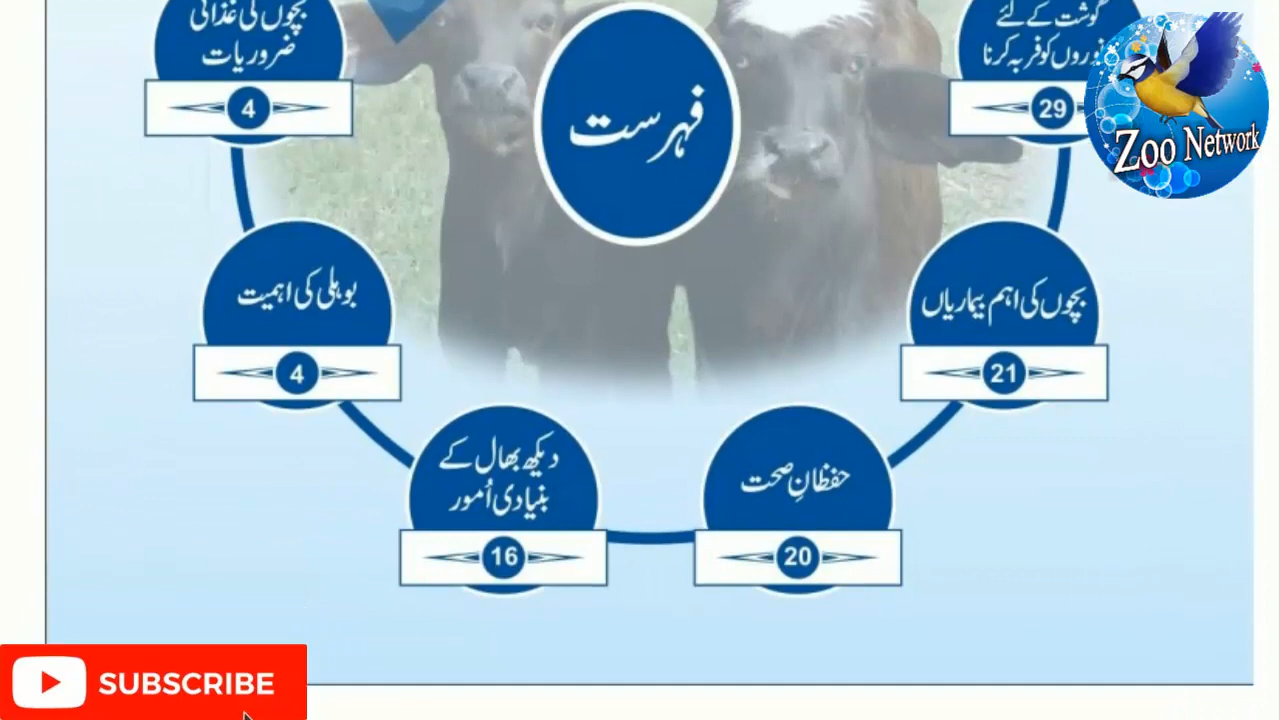 بچوں کی غذائی
ضروریات
4
فہرست
گوشت کے لئے
کو فربہ کرنا
29
Zoo Network
بوہلی کی اہمیت
4
بچوں کی اہم بیماریاں
21
دیکھ بھال کے
بنیادی اُمور
16
حفظانِ صحت
20
SUBSCRIBE